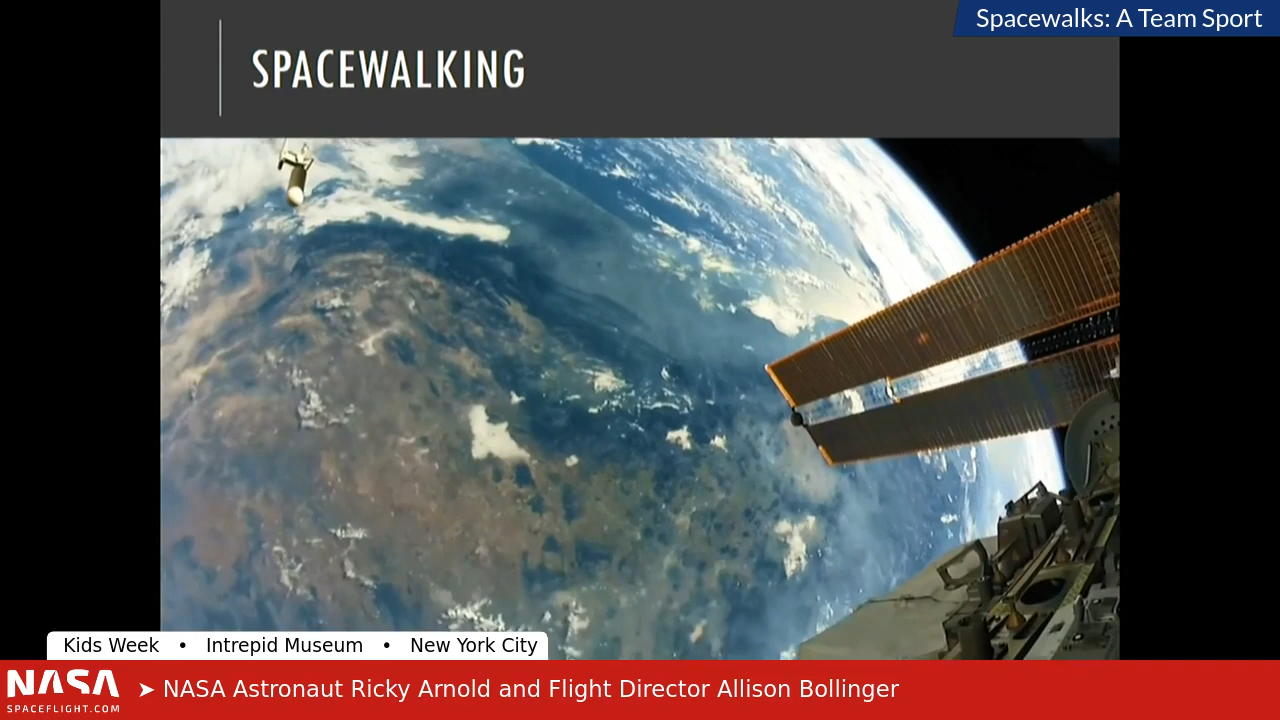 Spacewalks: A Team Sport
SPACEWALKING
Kids Week • Intrepid Museum • New York City
NASA
SPACEFLIGHT.COM
➤ NASA Astronaut Ricky Arnold and Flight Director Allison Bollinger